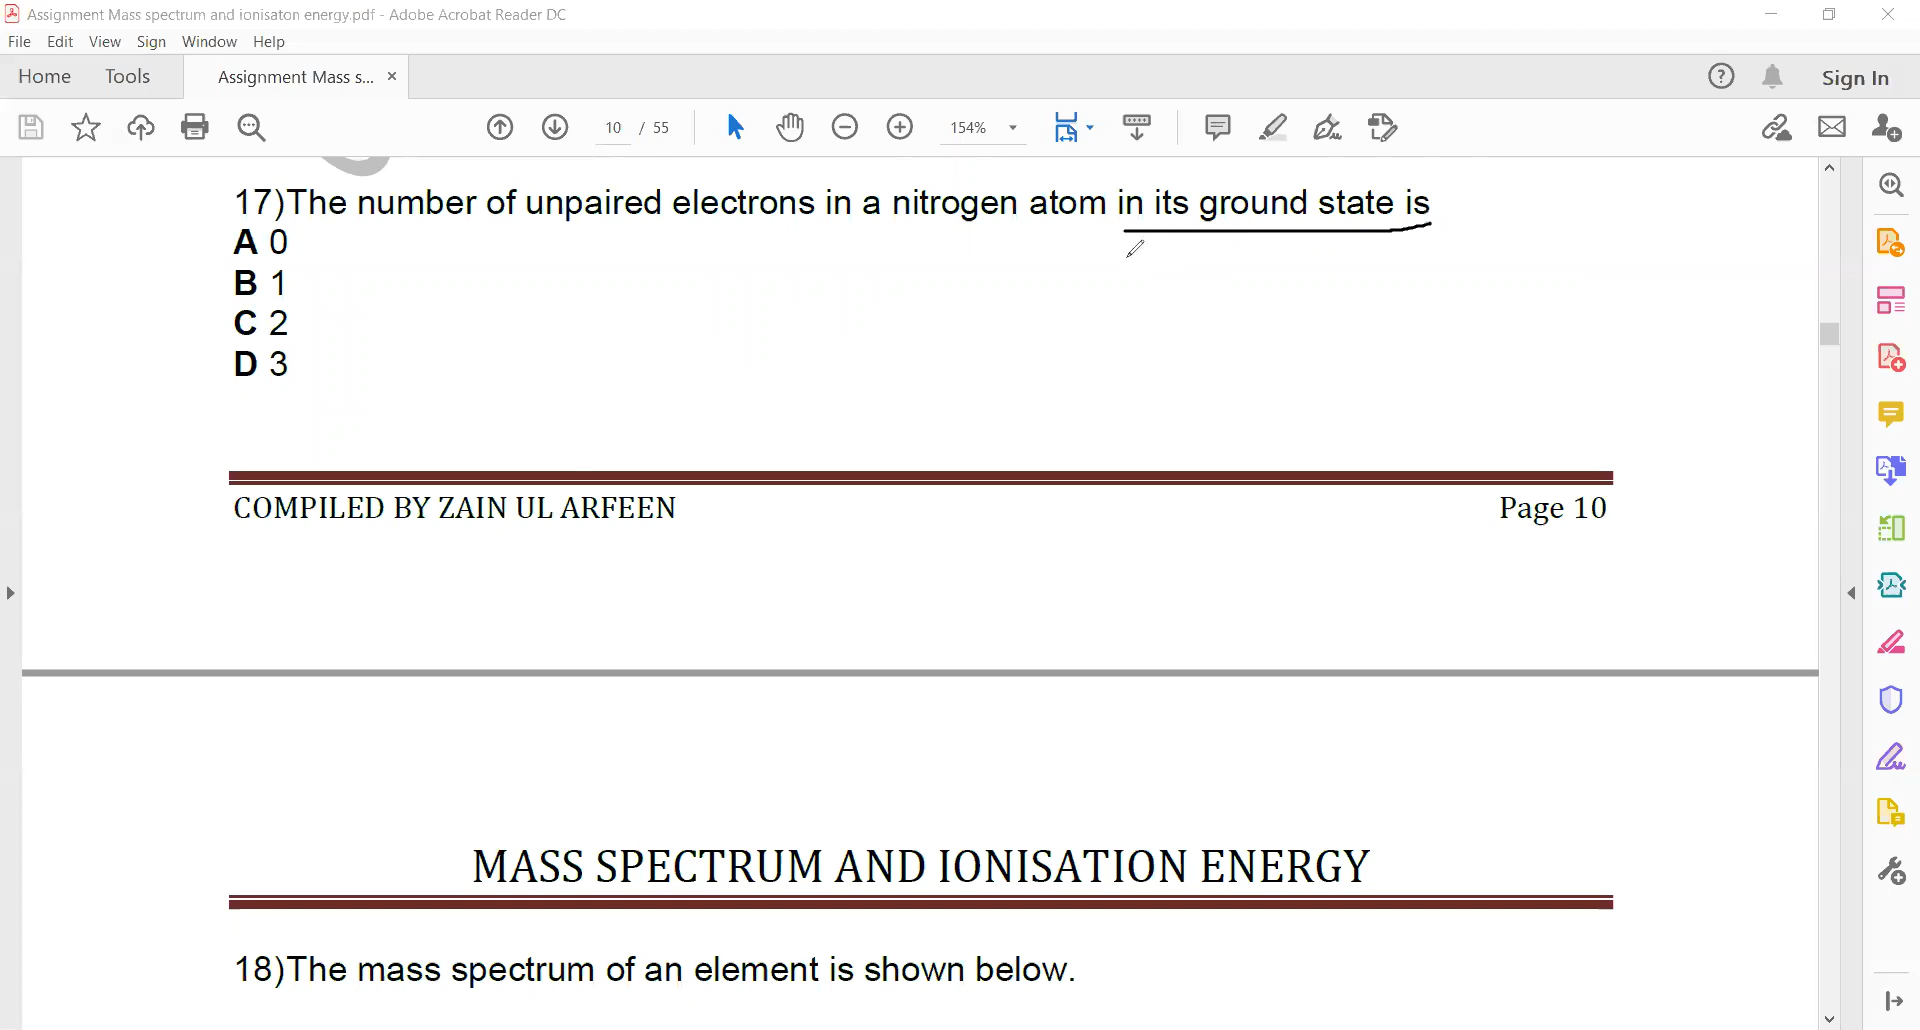 Assignment Mass spectrum and ionisaton energy.pdf - Adobe Acrobat Reader DC
File Edit View Sign Window Help
Home Tools Assignment Mass s... × Sign In
10 / 55 154%
17)The number of unpaired electrons in a nitrogen atom in its ground state is
A 0
B 1
C 2
D 3
COMPILED BY ZAIN UL ARFEEN Page 10
MASS SPECTRUM AND IONISATION ENERGY
18)The mass spectrum of an element is shown below.